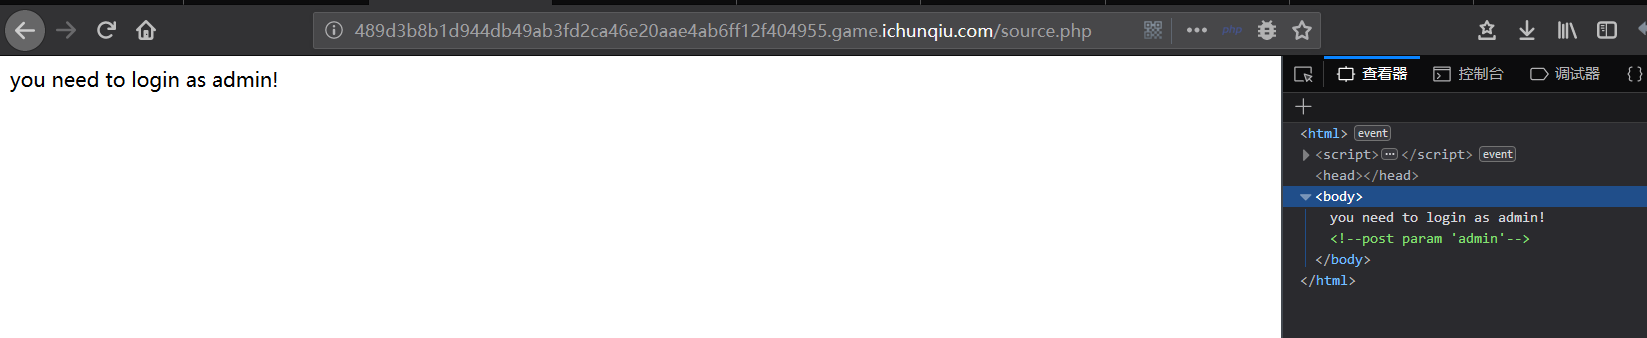 489d3b8b1d944db49ab3fd2ca46e20aae4ab6ff12f404955.game.ichunqiu.com/source.php
php
you need to login as admin!
查看器
控制台
调试器
{}
<html> event
<script> ... </script> event
<head></head>
<body>
you need to login as admin!
<!--post param 'admin'-->
</body>
</html>